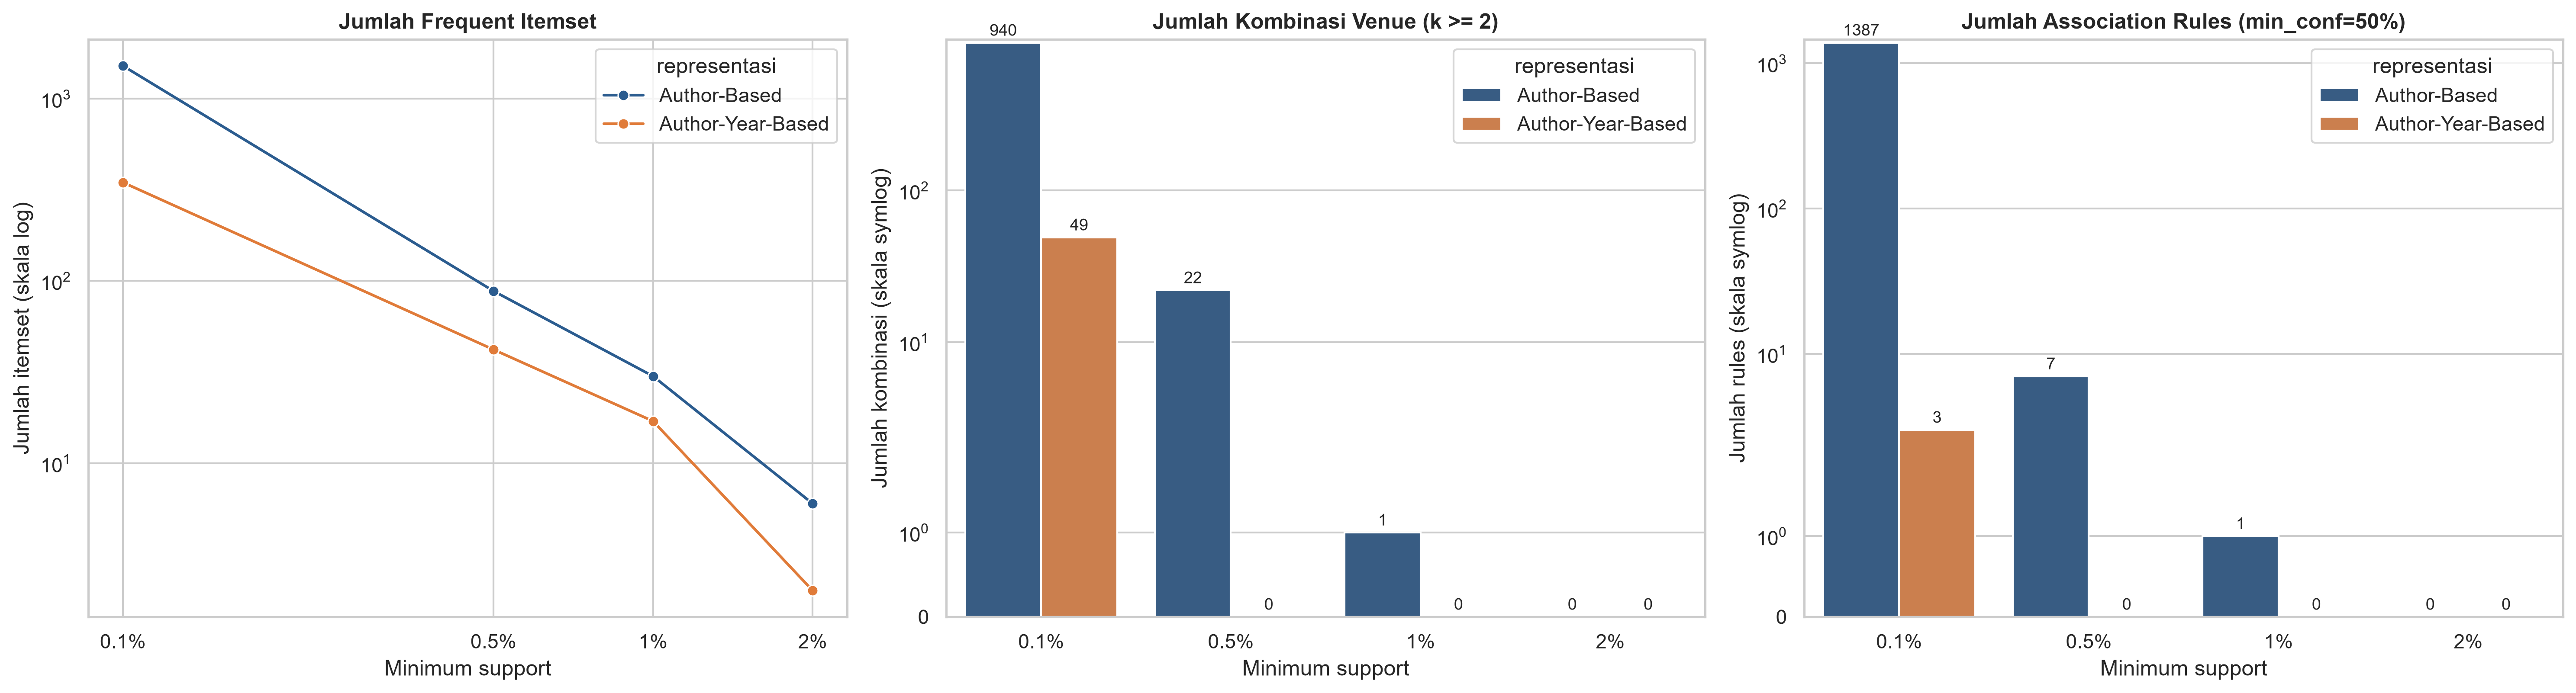 Jumlah Frequent Itemset
Jumlah itemset (skala log)
10³
10²
10¹
representasi
Author-Based
Author-Year-Based
0.1%
0.5%
1%
2%
Minimum support
Jumlah Kombinasi Venue (k >= 2)
Jumlah kombinasi (skala symlog)
10²
10¹
10⁰
0
representasi
Author-Based
Author-Year-Based
940
49
22
0
1
0
0
0
0.1%
0.5%
1%
2%
Minimum support
Jumlah Association Rules (min_conf=50%)
Jumlah rules (skala symlog)
10³
10²
10¹
10⁰
0
representasi
Author-Based
Author-Year-Based
1387
3
7
0
1
0
0
0
0.1%
0.5%
1%
2%
Minimum support